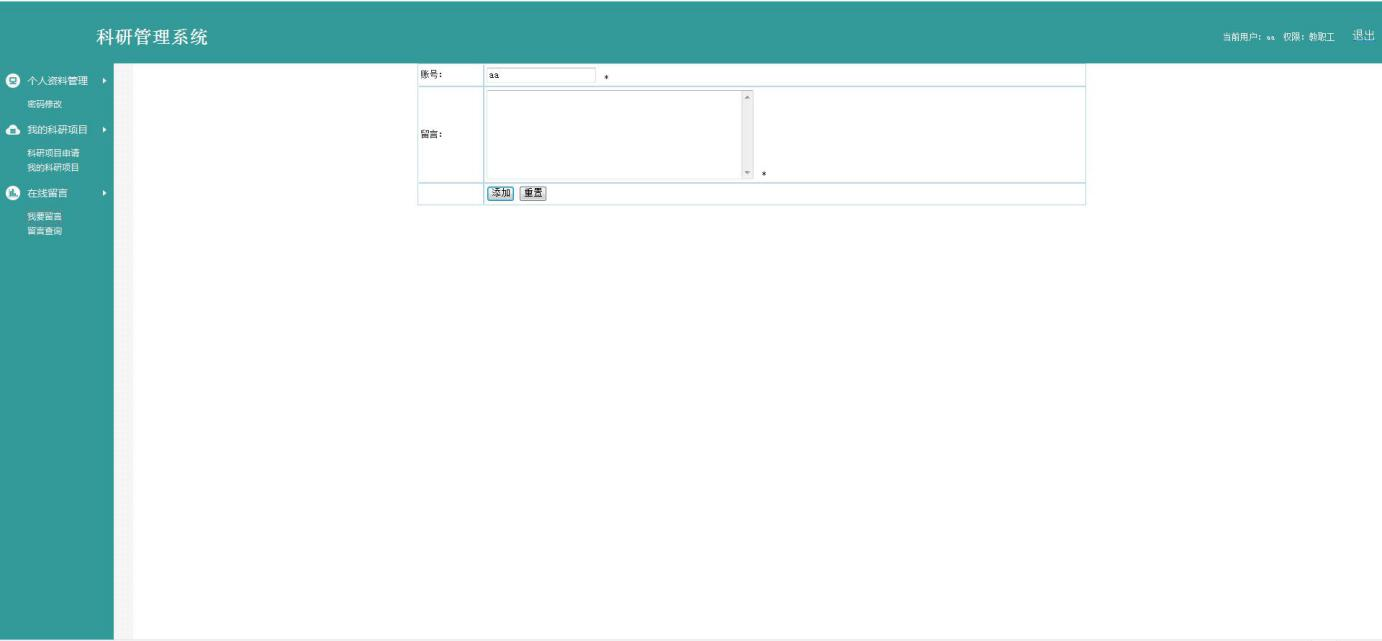 科研管理系统
当前用户: aa 权限: 教职工 退出
个人资料管理
密码修改
我的科研项目
科研项目申请
我的科研项目
在线留言
我要留言
留言查询
账号: aa *
留言: *
添加 重置